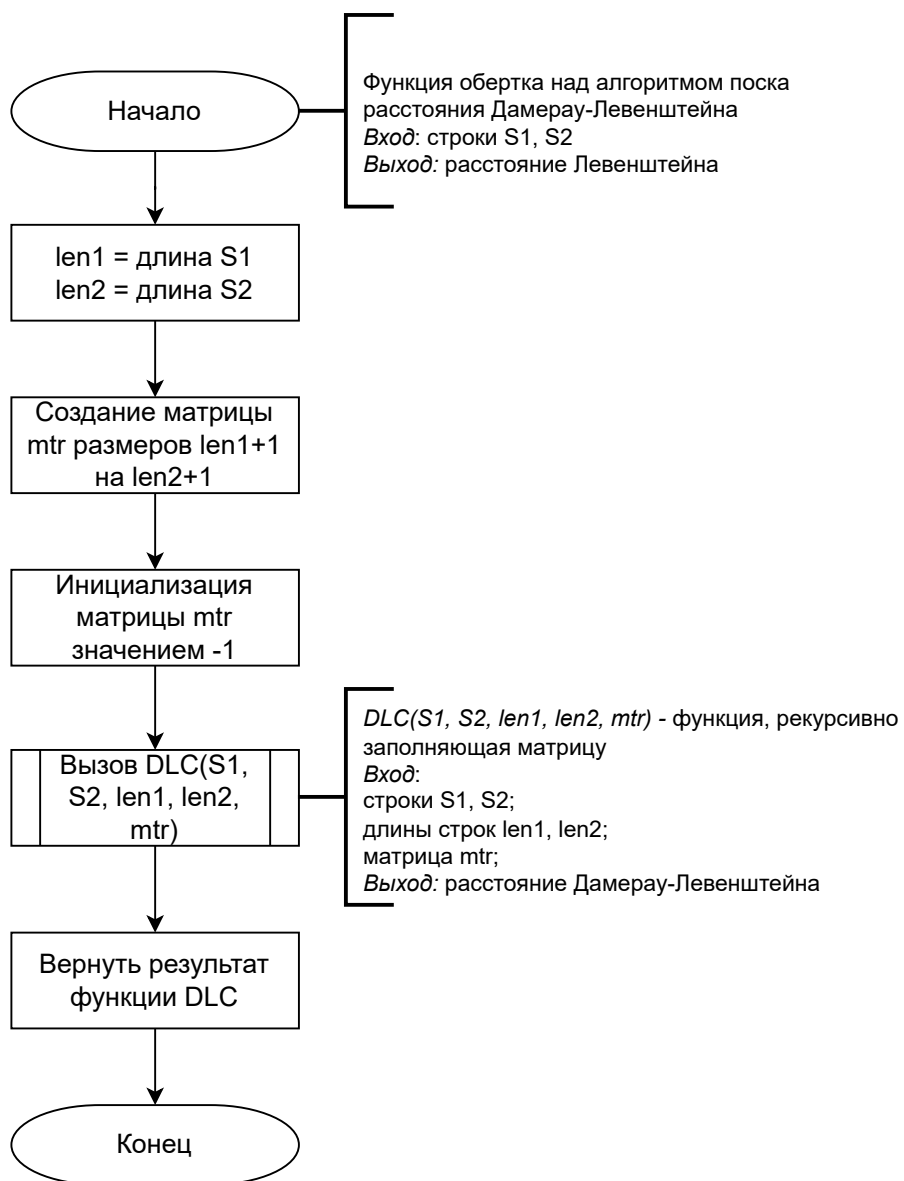 Начало
Функция обертка над алгоритмом поска
расстояния Дамерау-Левенштейна
Вход: строки S1, S2
Выход: расстояние Левенштейна
len1 = длина S1
len2 = длина S2
Создание матрицы
mtr размеров len1+1
на len2+1
Инициализация
матрицы mtr
значением -1
Вызов DLC(S1,
S2, len1, len2,
mtr)
DLC(S1, S2, len1, len2, mtr) - функция, рекурсивно
заполняющая матрицу
Вход:
строки S1, S2;
длины строк len1, len2;
матрица mtr;
Выход: расстояние Дамерау-Левенштейна
Вернуть результат
функции DLC
Конец